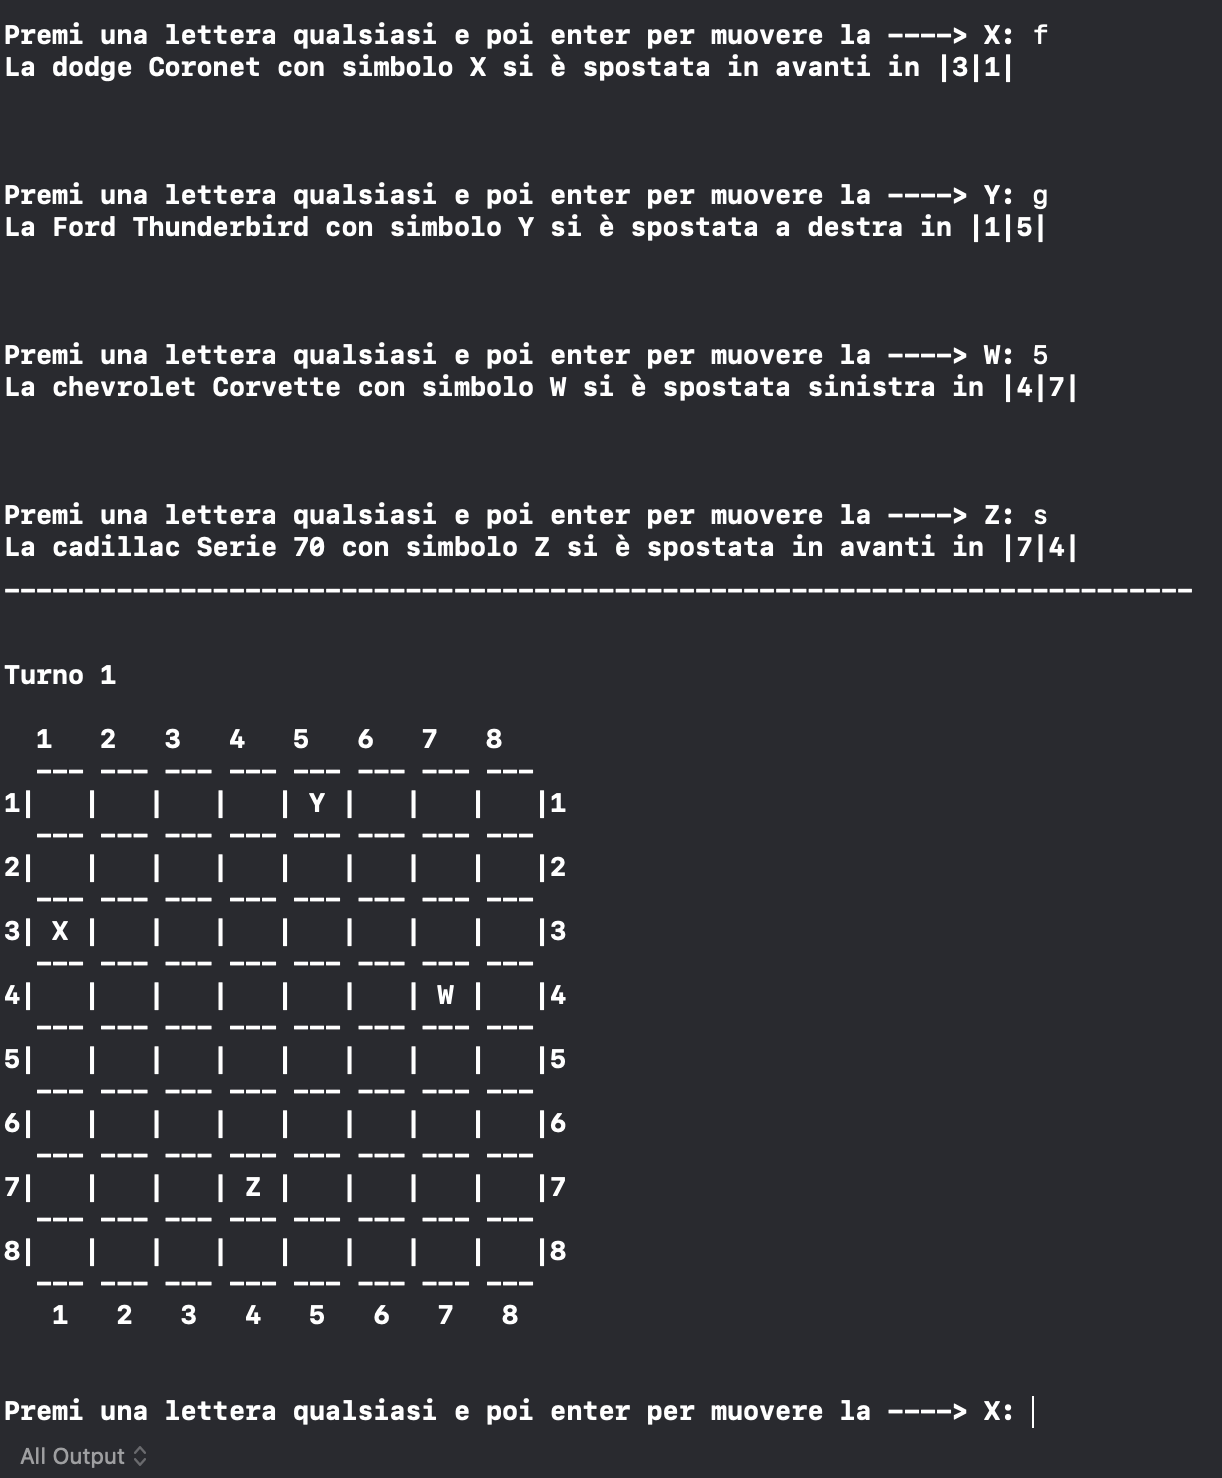 Premi una lettera qualsiasi e poi enter per muovere la ----> X: f
La dodge Coronet con simbolo X si è spostata in avanti in |3|1|
Premi una lettera qualsiasi e poi enter per muovere la ----> Y: g
La Ford Thunderbird con simbolo Y si è spostata a destra in |1|5|
Premi una lettera qualsiasi e poi enter per muovere la ----> W: 5
La chevrolet Corvette con simbolo W si è spostata sinistra in |4|7|
Premi una lettera qualsiasi e poi enter per muovere la ----> Z: s
La cadillac Serie 70 con simbolo Z si è spostata in avanti in |7|4|
--------------------------------------------------------------------------
Turno 1
  1   2   3   4   5   6   7   8
  --- --- --- --- --- --- --- ---
1|   |   |   |   | Y |   |   |   |1
  --- --- --- --- --- --- --- ---
2|   |   |   |   |   |   |   |   |2
  --- --- --- --- --- --- --- ---
3| X |   |   |   |   |   |   |   |3
  --- --- --- --- --- --- --- ---
4|   |   |   |   |   |   | W |   |4
  --- --- --- --- --- --- --- ---
5|   |   |   |   |   |   |   |   |5
  --- --- --- --- --- --- --- ---
6|   |   |   |   |   |   |   |   |6
  --- --- --- --- --- --- --- ---
7|   |   |   | Z |   |   |   |   |7
  --- --- --- --- --- --- --- ---
8|   |   |   |   |   |   |   |   |8
  --- --- --- --- --- --- --- ---
   1   2   3   4   5   6   7   8
Premi una lettera qualsiasi e poi enter per muovere la ----> X:
All Output